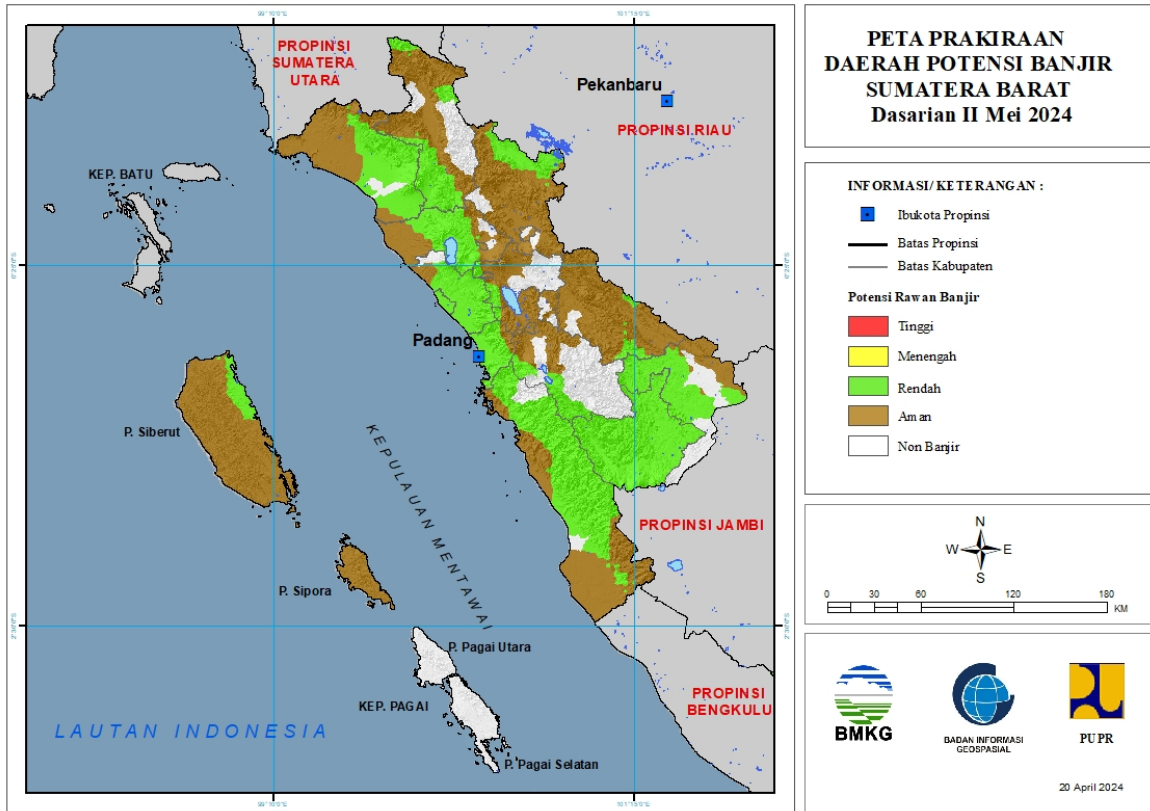 PROPINSI
SUMATERA
UTARA
Pekanbaru
PROPINSI RIAU
KEP. BATU
Padang
P. Siberut
KEPULAUAN MENTAWAI
PROPINSI JAMBI
P. Sipora
P. Pagai Utara
KEP. PAGAI
PROPINSI
BENGKULU
LAUTAN INDONESIA
P. Pagai Selatan
PETA PRAKIRAAN
DAERAH POTENSI BANJIR
SUMATERA BARAT
Dasarian II Mei 2024
INFORMASI/ KETERANGAN :
Ibukota Propinsi
Batas Propinsi
Batas Kabupaten
Potensi Rawan Banjir
Tinggi
Menengah
Rendah
Aman
Non Banjir
N
W E
S
0 30 60 120 180
KM
BMKG
BADAN INFORMASI
GEOSPASIAL
PUPR
20 April 2024